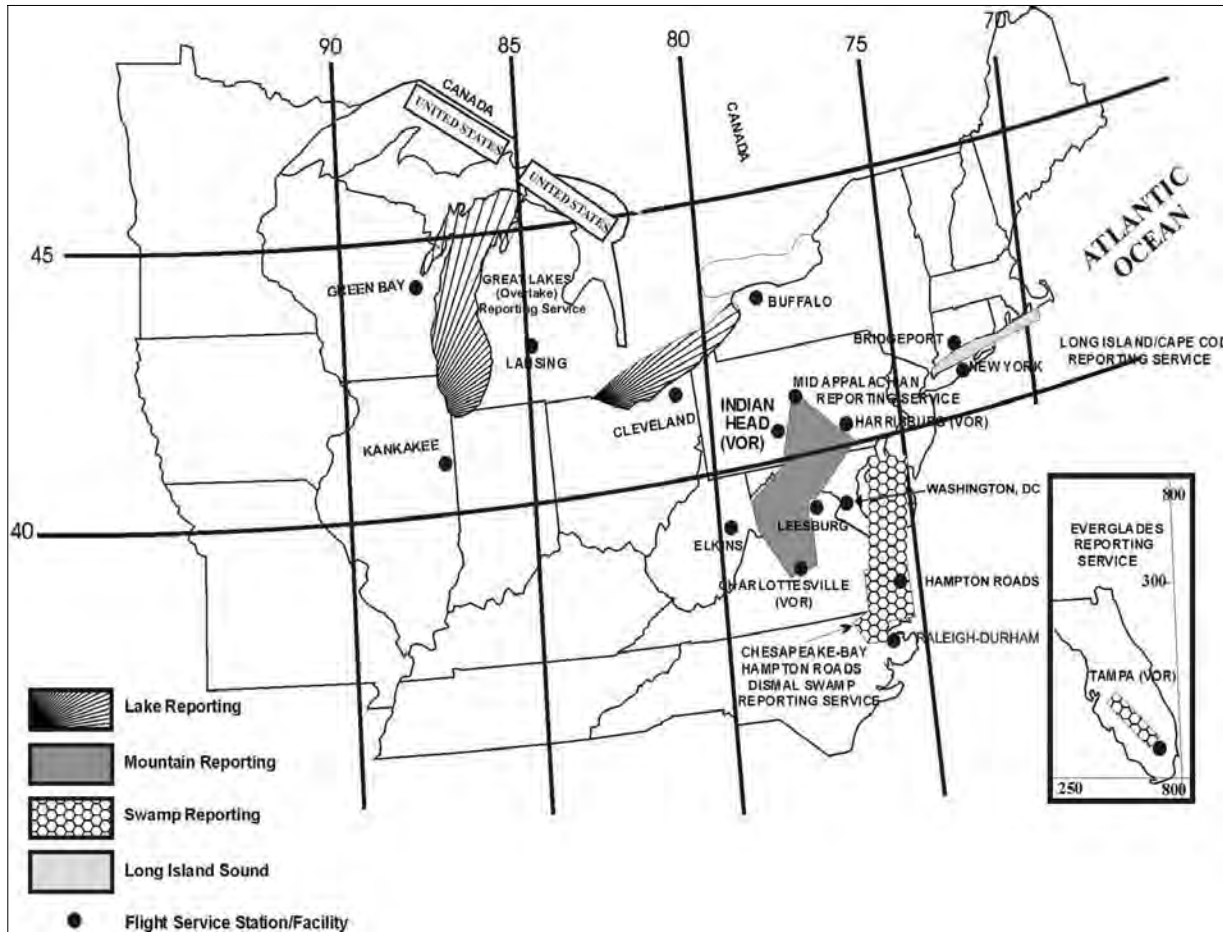 90
85
80
75
70
CANADA
UNITED STATES
CANADA
UNITED STATES
ATLANTIC
OCEAN
45
GREEN BAY
GREAT LAKES
(Overlake)
Reporting Service
LANSING
BUFFALO
BRIDGEPORT
LONG ISLAND/CAPE COD
REPORTING SERVICE
NEW YORK
MID APPALACHIAN
REPORTING SERVICE
CLEVELAND
INDIAN
HEAD
(VOR)
HARRISBURG (VOR)
KANKAKEE
WASHINGTON, DC
40
LEESBURG
ELKINS
CHARLOTTESVILLE
(VOR)
HAMPTON ROADS
RALEIGH-DURHAM
CHESAPEAKE-BAY
HAMPTON ROADS
DISMAL SWAMP
REPORTING SERVICE
800
EVERGLADES
REPORTING
SERVICE
300
TAMPA (VOR)
250
800
Lake Reporting
Mountain Reporting
Swamp Reporting
Long Island Sound
Flight Service Station/Facility